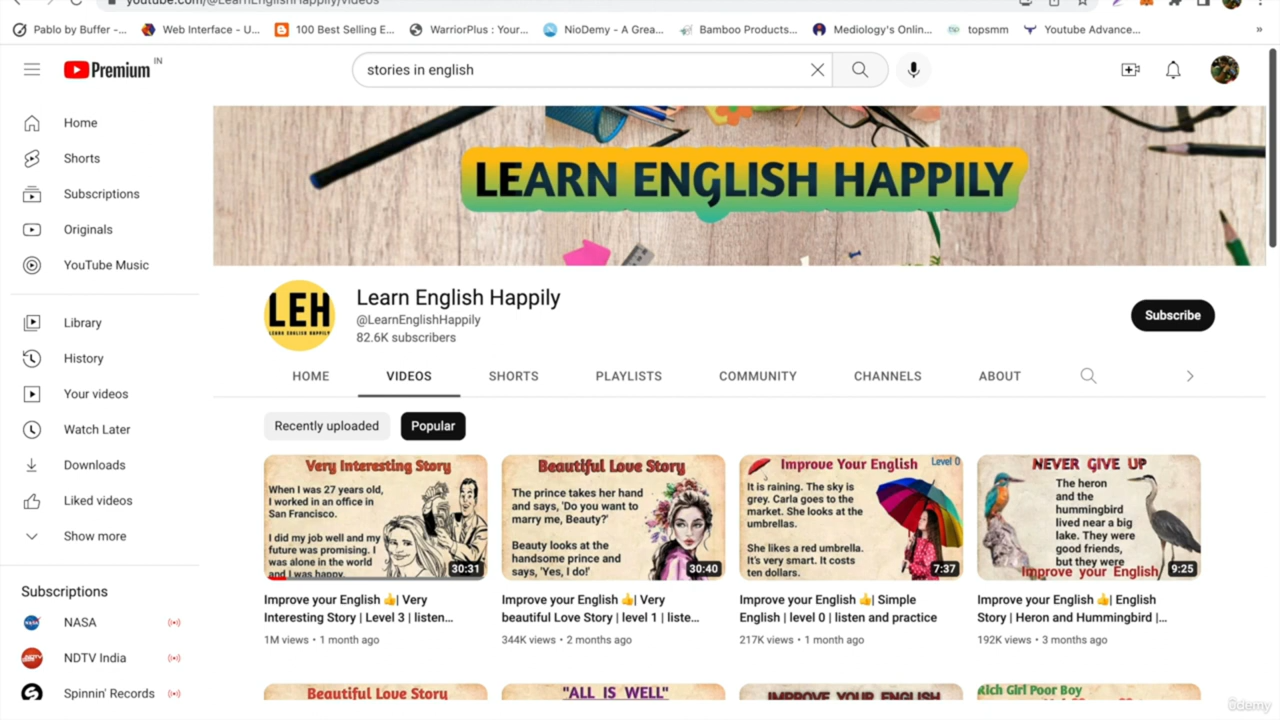 youtube.com/@LearnEnglishHappily/videos
Pablo by Buffer -...
Web Interface - U...
100 Best Selling E...
WarriorPlus : Your...
NioDemy - A Grea...
Bamboo Products...
Mediology's Onlin...
topsmm
Youtube Advance...
»
Premium IN
stories in english
Home
Shorts
Subscriptions
Originals
YouTube Music
Library
History
Your videos
Watch Later
Downloads
Liked videos
Show more
Subscriptions
NASA
NDTV India
Spinnin' Records
LEARN ENGLISH HAPPILY
LEH
LEARN ENGLISH HAPPILY
Learn English Happily
@LearnEnglishHappily
82.6K subscribers
Subscribe
HOME
VIDEOS
SHORTS
PLAYLISTS
COMMUNITY
CHANNELS
ABOUT
Recently uploaded
Popular
Very Interesting Story
When I was 27 years old,
I worked in an office in
San Francisco.
I did my job well and my
future was promising. I
was alone in the world
and I was happy.
30:31
Improve your English 👍| Very
Interesting Story | Level 3 | listen...
1M views • 1 month ago
Beautiful Love Story
The prince takes her hand
and says, 'Do you want to
marry me, Beauty?'
Beauty looks at the
handsome prince and
says, 'Yes, I do!'
30:40
Improve your English 👍| Very
beautiful Love Story | level 1 | liste...
344K views • 2 months ago
Improve Your English
Level 0
It is raining. The sky is
grey. Carla goes to the
market. She looks at the
umbrellas.
She likes a red umbrella.
It's very smart. It costs
ten dollars.
7:37
Improve your English 👍| Simple
English | level 0 | listen and practice
217K views • 1 month ago
NEVER GIVE UP
The heron
and the
hummingbird
lived near a big
lake. They were
good friends,
but they were
Improve your English
9:25
Improve your English 👍| English
Story | Heron and Hummingbird |...
192K views • 3 months ago
Beautiful Love Story
"ALL IS WELL"
IMPROVE YOUR ENGLISH
Rich Girl Poor Boy
ûdemy